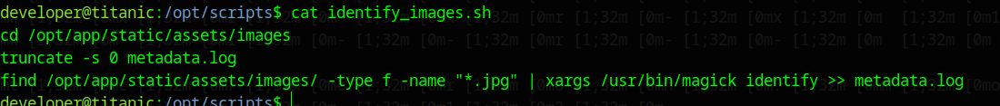 developer@titanic:/opt/scripts$ cat identify_images.sh
cd /opt/app/static/assets/images
truncate -s 0 metadata.log
find /opt/app/static/assets/images/ -type f -name "*.jpg" | xargs /usr/bin/magick identify >> metadata.log
developer@titanic:/opt/scripts$